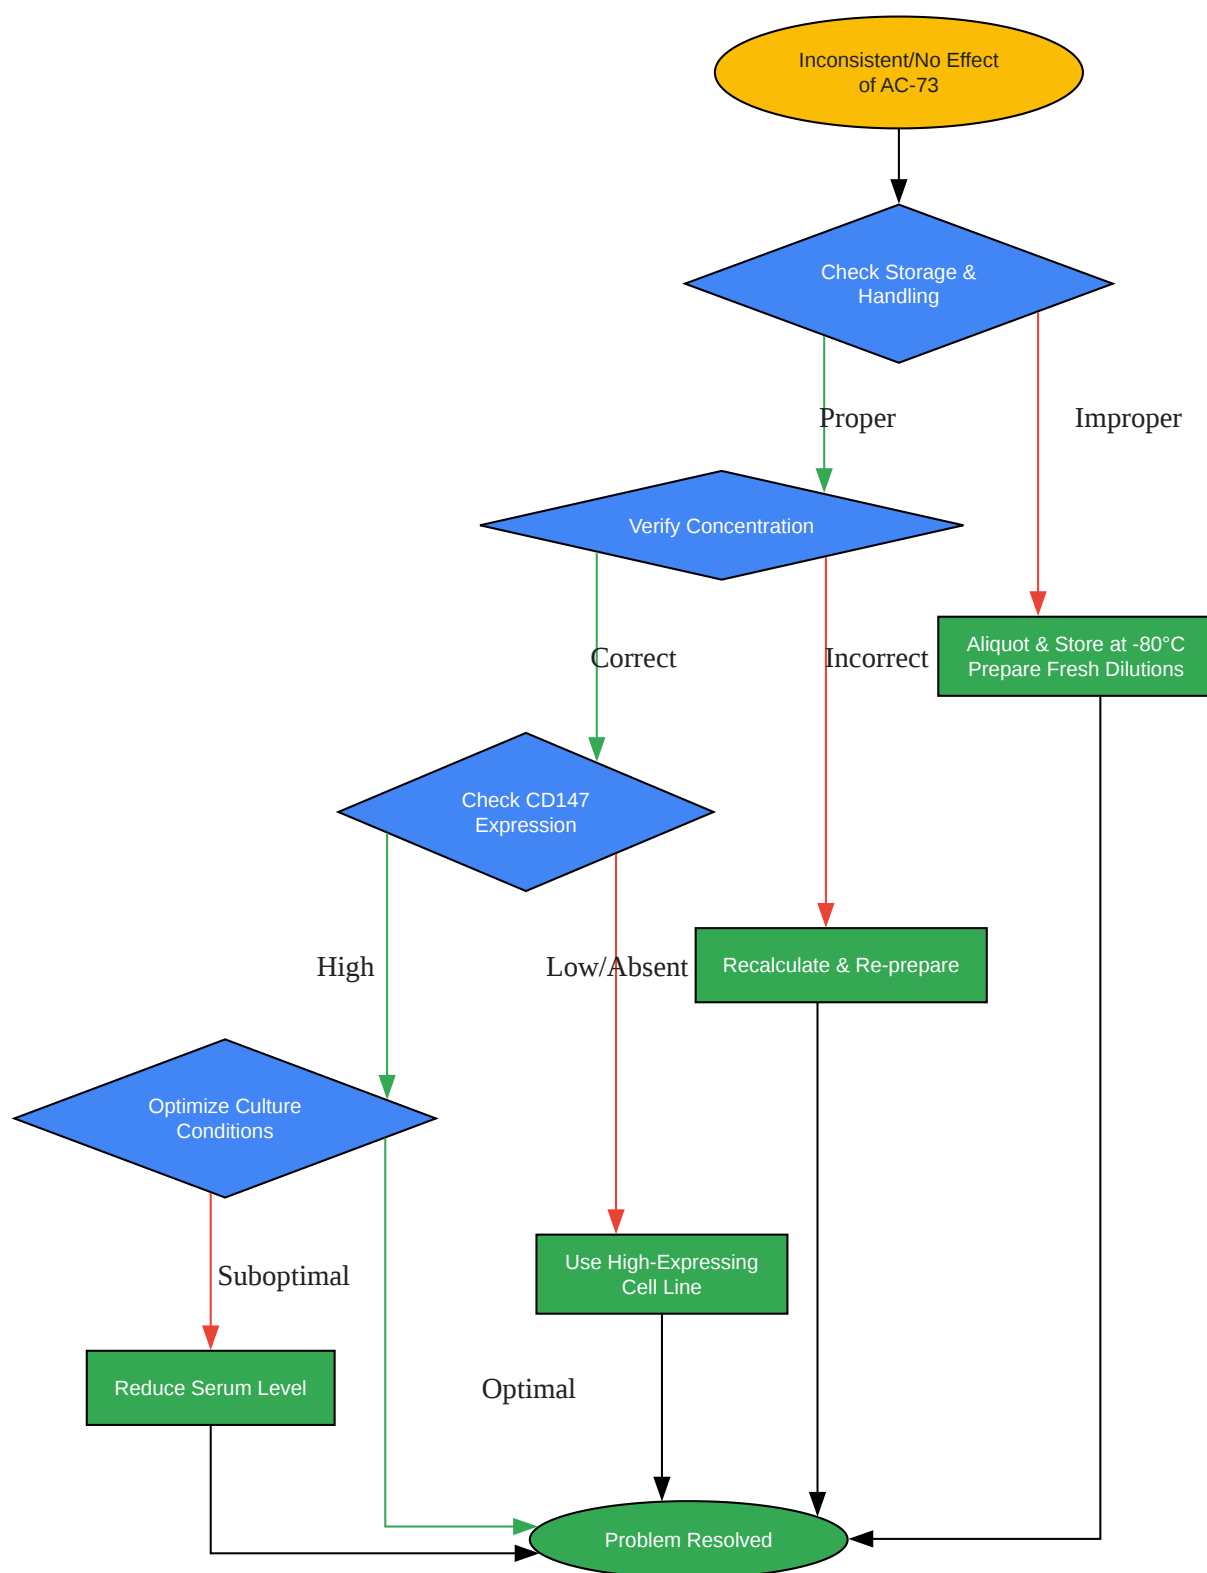 Inconsistent/No Effect
of AC-73
Check Storage &
Handling
Proper
Improper
Verify Concentration
Correct
Incorrect
Aliquot & Store at -80°C
Prepare Fresh Dilutions
Check CD147
Expression
High
Low/Absent
Recalculate & Re-prepare
Optimize Culture
Conditions
Suboptimal
Use High-Expressing
Cell Line
Reduce Serum Level
Optimal
Problem Resolved